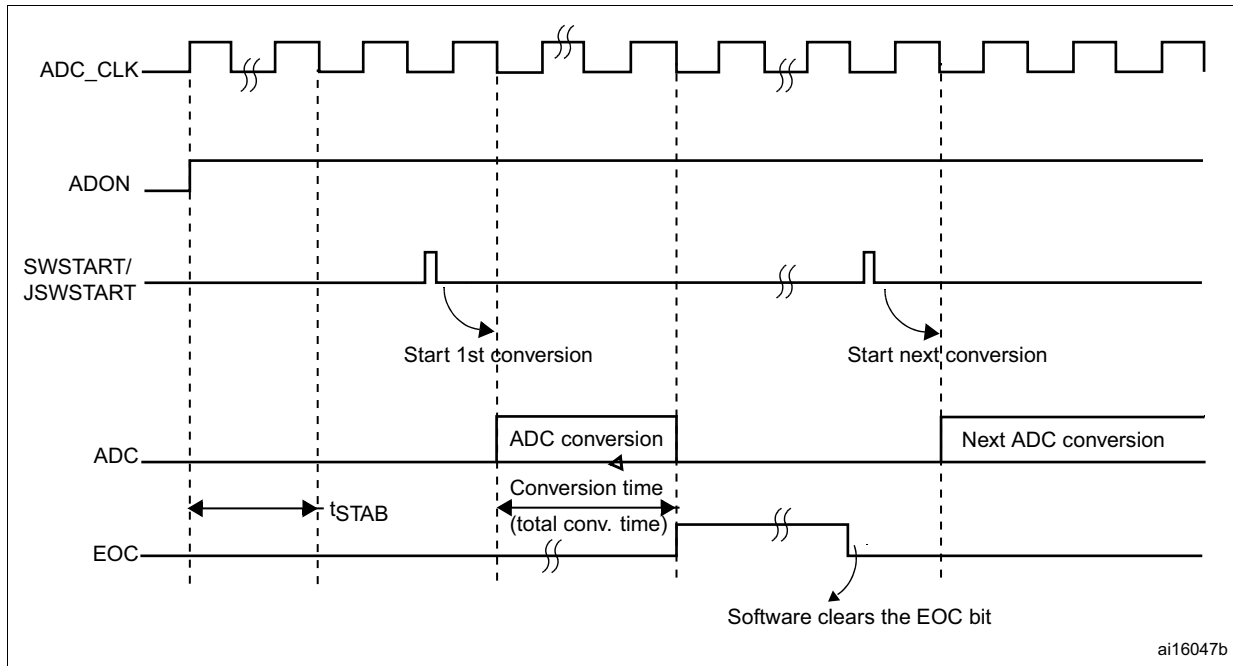 ADC_CLK
ADON
SWSTART/
JSWSTART
Start 1st conversion
Start next conversion
ADC
ADC conversion
Next ADC conversion
Conversion time
tSTAB
(total conv. time)
EOC
Software clears the EOC bit
ai16047b